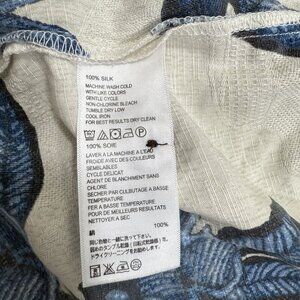 100% SILK
MACHINE WASH COLD
WITH LIKE COLORS
GENTLE CYCLE
NON-CHLORINE BLEACH
TUMBLE DRY LOW
COOL IRON
FOR BEST RESULTS DRY CLEAN
100% SOIE
LAVER A LA MACHINE A L'EAU
FROIDE AVEC COULEURS
SEMBLABLES
CYCLE DELICAT
AGENT DE BLANCHIMENT SANS
CHLORE
SECHER PAR CULBUTAGE A BASSE
TEMPERATURE
FER A BASSE TEMPERATURE
POUR DE MEILLEURS RESULTATS
NETTOYER A SEC
絹 100%